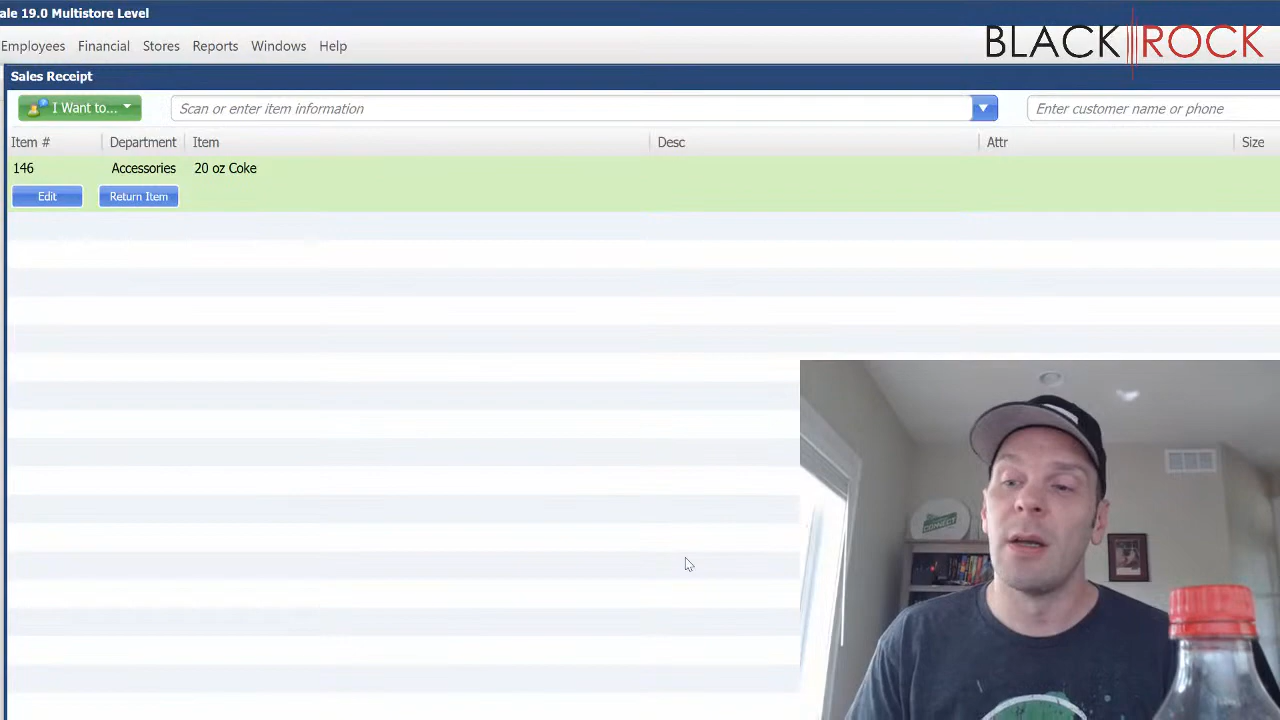 ale 19.0 Multistore Level
Employees Financial Stores Reports Windows Help
BLACK ROCK
Sales Receipt
I Want to... Scan or enter item information Enter customer name or phone
Item # Department Item Desc Attr Size
146 Accessories 20 oz Coke
Edit Return Item
CONNECT